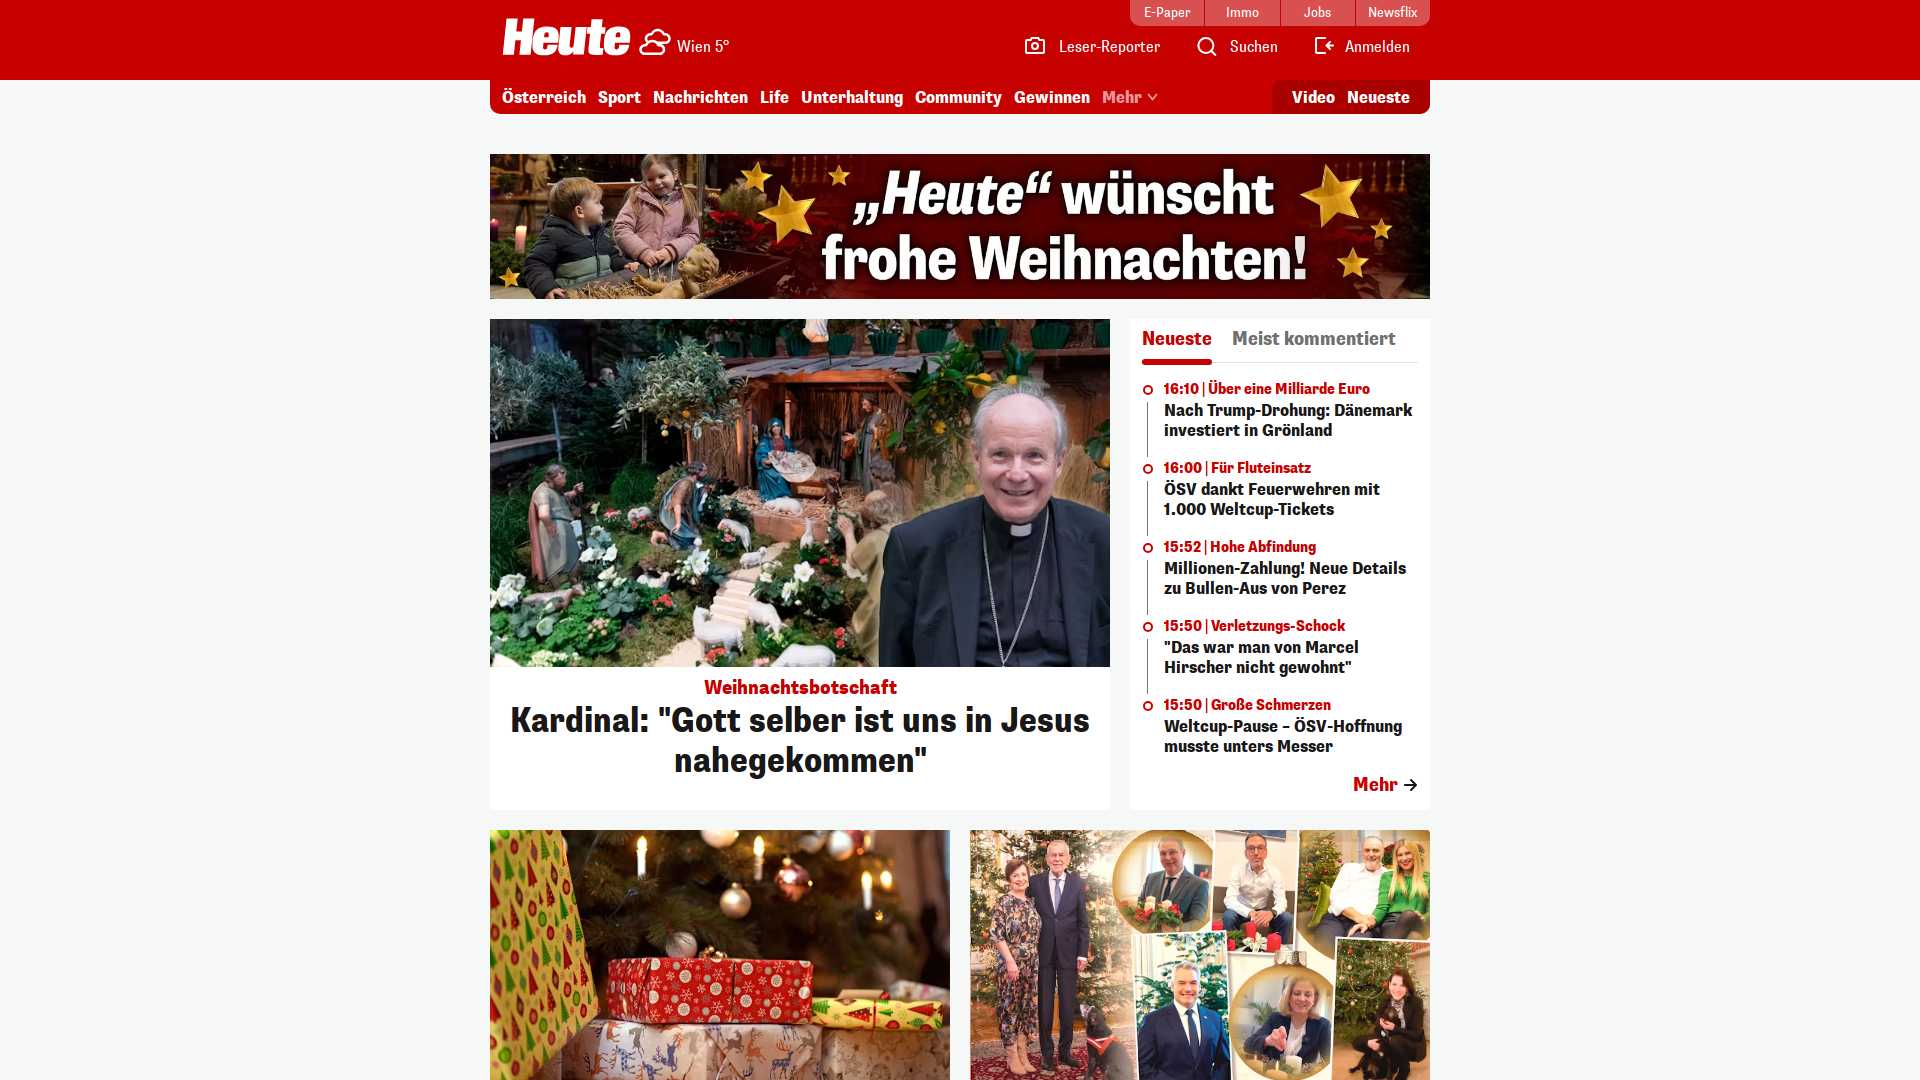 E-Paper
Immo
Jobs
Newsflix
Heute
Wien 5°
Leser-Reporter
Suchen
Anmelden
Österreich
Sport
Nachrichten
Life
Unterhaltung
Community
Gewinnen
Mehr
Video
Neueste
„Heute“ wünscht
frohe Weihnachten!
Weihnachtsbotschaft
Kardinal: "Gott selber ist uns in Jesus
nahegekommen"
Neueste
Meist kommentiert
16:10 | Über eine Milliarde Euro
Nach Trump-Drohung: Dänemark
investiert in Grönland
16:00 | Für Fluteinsatz
ÖSV dankt Feuerwehren mit
1.000 Weltcup-Tickets
15:52 | Hohe Abfindung
Millionen-Zahlung! Neue Details
zu Bullen-Aus von Perez
15:50 | Verletzungs-Schock
"Das war man von Marcel
Hirscher nicht gewohnt"
15:50 | Große Schmerzen
Weltcup-Pause – ÖSV-Hoffnung
musste unters Messer
Mehr